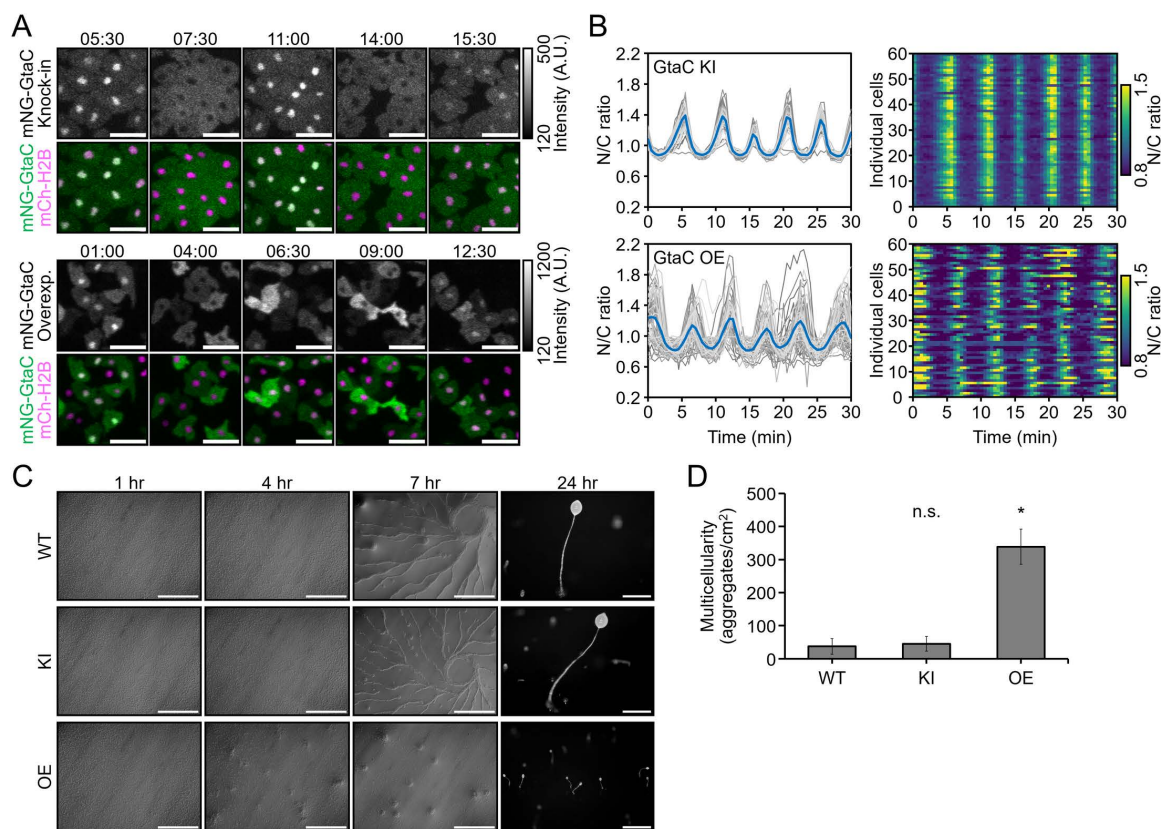 A
05:30 07:30 11:00 14:00 15:30
mNG-GtaC
Knock-in
500
120
Intensity (A.U.)
mNG-GtaC
mCh-H2B
01:00 04:00 06:30 09:00 12:30
mNG-GtaC
Overexp.
1200
120
Intensity (A.U.)
mNG-GtaC
mCh-H2B
B
GtaC KI
N/C ratio
2.2
1.8
1.4
1.0
0.6
0.2
0 5 10 15 20 25 30
Individual cells
60
50
40
30
20
10
0
0 5 10 15 20 25 30
1.5
0.8
N/C ratio
GtaC OE
N/C ratio
2.2
1.8
1.4
1.0
0.6
0.2
0 5 10 15 20 25 30
Time (min)
Individual cells
60
50
40
30
20
10
0
0 5 10 15 20 25 30
Time (min)
1.5
0.8
N/C ratio
C
1 hr 4 hr 7 hr 24 hr
WT
KI
OE
D
Multicellularity
(aggregates/cm²)
500
400
300
200
100
0
n.s. *
WT KI OE